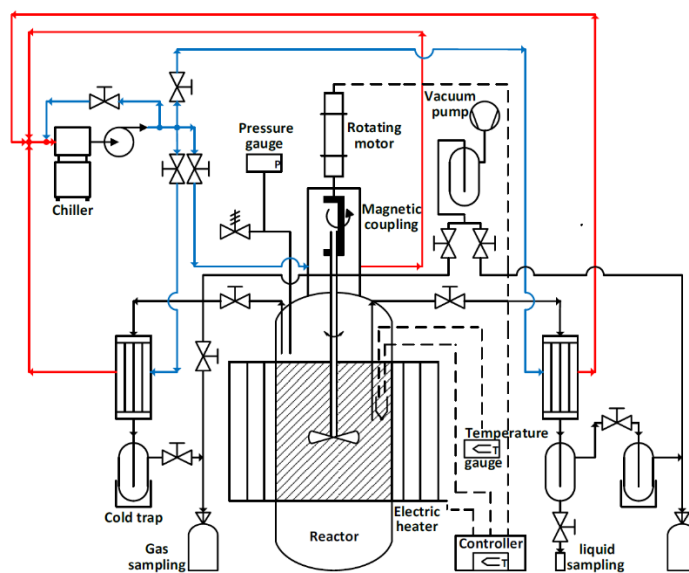 Vacuum
pump
Pressure
gauge
P
Rotating
motor
Chiller
Magnetic
coupling
Temperature
gauge
T
Cold trap
Electric
heater
Gas
sampling
Reactor
Controller
T
liquid
sampling